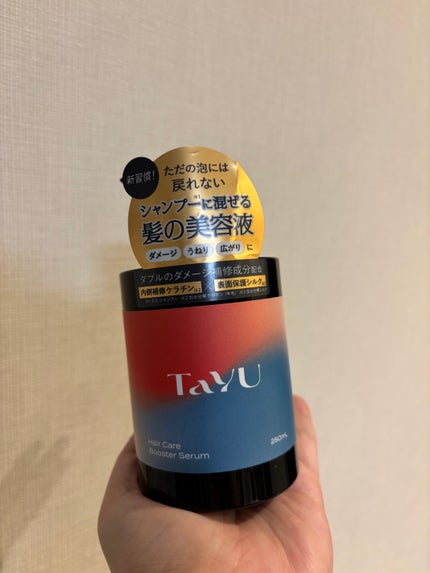 新習慣!
ただの泡には
戻れない
シャンプーに混ぜる
髪の美容液
ダメージ うねり 広がり に
ダブルのダメージ補修成分配合
内側補修ケラチン※2 × 表面保護シルク※3
TaYU
Hair Care
Booster Serum
250mL